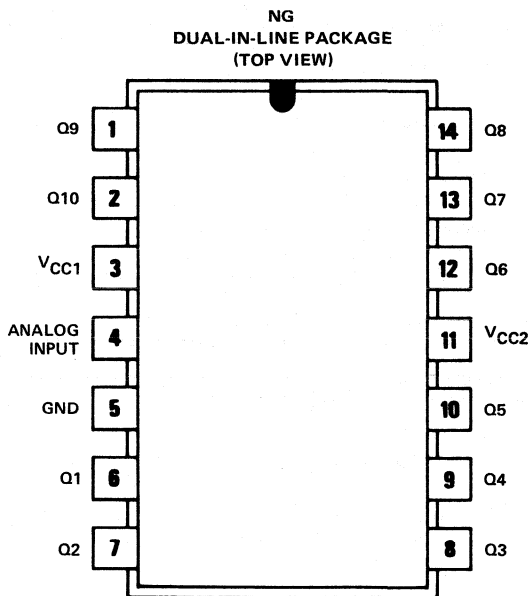 NG
DUAL-IN-LINE PACKAGE
(TOP VIEW)
Q9 1 14 Q8
Q10 2 13 Q7
VCC1 3 12 Q6
ANALOG
INPUT 4 11 VCC2
GND 5 10 Q5
Q1 6 9 Q4
Q2 7 8 Q3